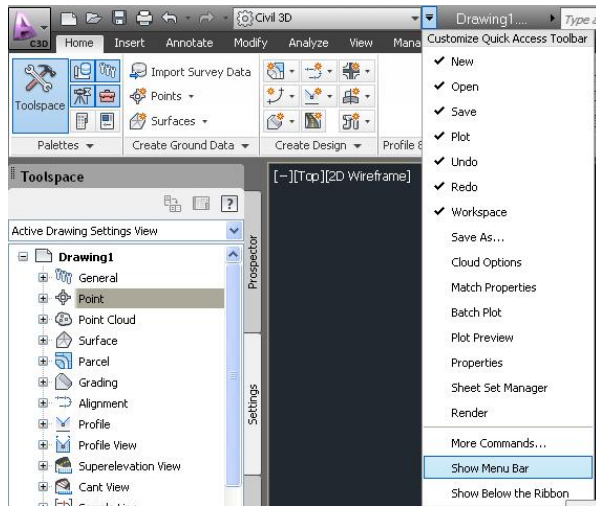 Civil 3D
Drawing1....
Type a
C3D
Home Insert Annotate Modify Analyze View Mana
Customize Quick Access Toolbar
New
Open
Save
Plot
Undo
Redo
Workspace
Save As...
Cloud Options
Match Properties
Batch Plot
Plot Preview
Properties
Sheet Set Manager
Render
More Commands...
Show Menu Bar
Show Below the Ribbon
Toolspace
Import Survey Data
Points
Surfaces
Palettes
Create Ground Data
Create Design
Profile &
Toolspace
[−][Top][2D Wireframe]
?
Active Drawing Settings View
Drawing1
General
Point
Point Cloud
Surface
Parcel
Grading
Alignment
Profile
Profile View
Superelevation View
Cant View
Prospector
Settings